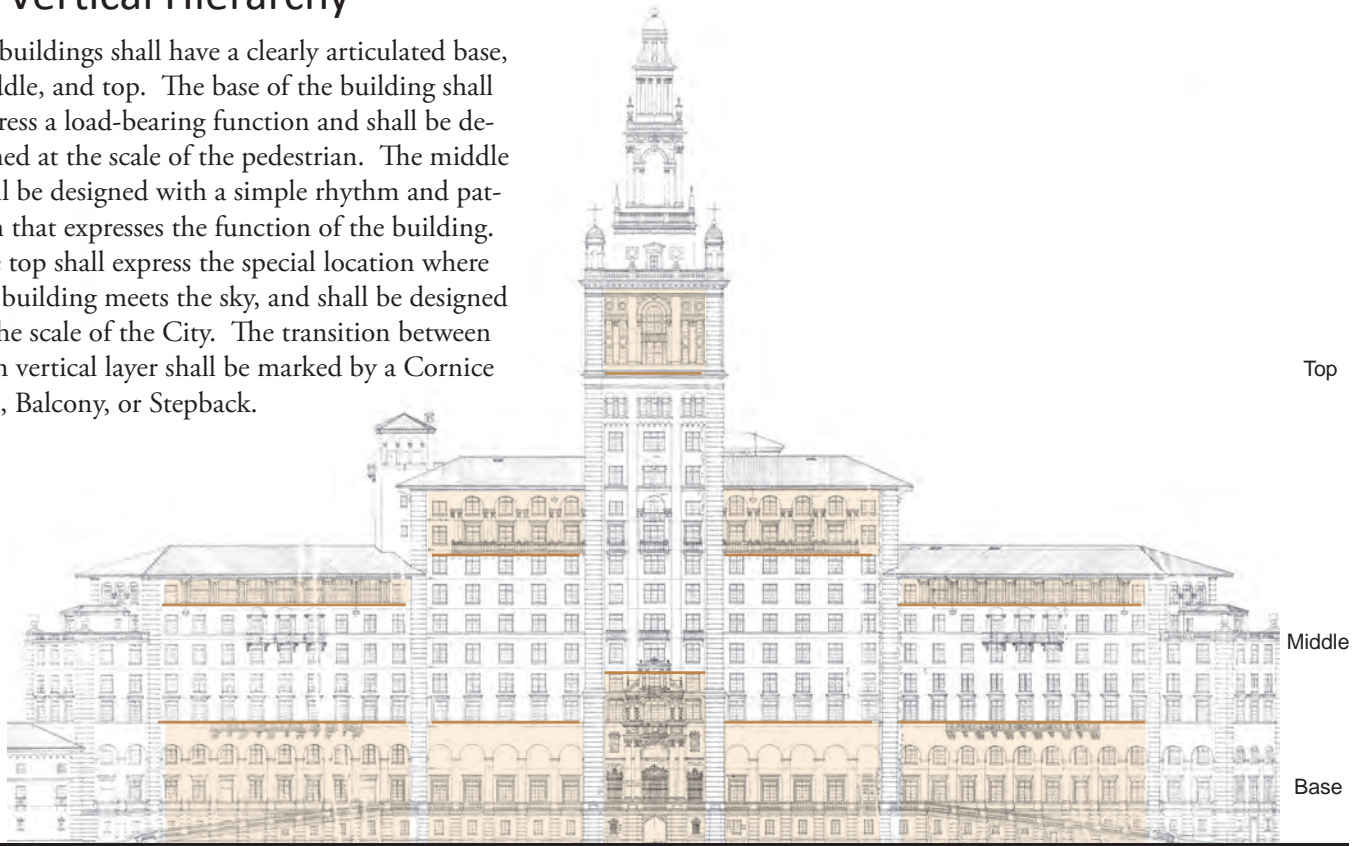 Vertical Hierarchy
buildings shall have a clearly articulated base,
ddle, and top. The base of the building shall
ress a load-bearing function and shall be de-
ned at the scale of the pedestrian. The middle
ll be designed with a simple rhythm and pat-
n that expresses the function of the building.
e top shall express the special location where
building meets the sky, and shall be designed
he scale of the City. The transition between
h vertical layer shall be marked by a Cornice
, Balcony, or Stepback.
Top
Middle
Base